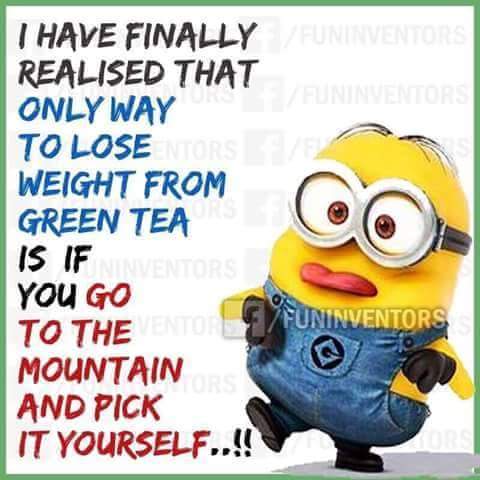 I HAVE FINALLY
REALISED THAT
ONLY WAY
TO LOSE
WEIGHT FROM
GREEN TEA
IS IF
YOU GO
TO THE
MOUNTAIN
AND PICK
IT YOURSELF..!!
f/FUNINVENTORS